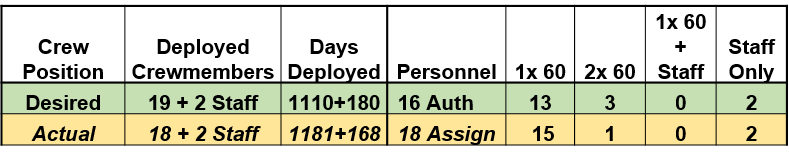 Crew Position Deployed Crewmembers Days Deployed Personnel 1x 60 2x 60 1x 60 + Staff Staff Only
Desired 19 + 2 Staff 1110+180 16 Auth 13 3 0 2
Actual 18 + 2 Staff 1181+168 18 Assign 15 1 0 2